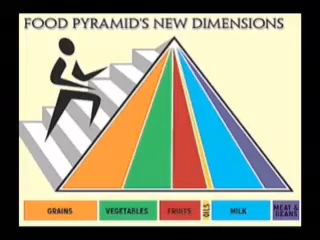 FOOD PYRAMID'S NEW DIMENSIONS
GRAINS
VEGETABLES
FRUITS
OILS
MILK
MEAT &
BEANS